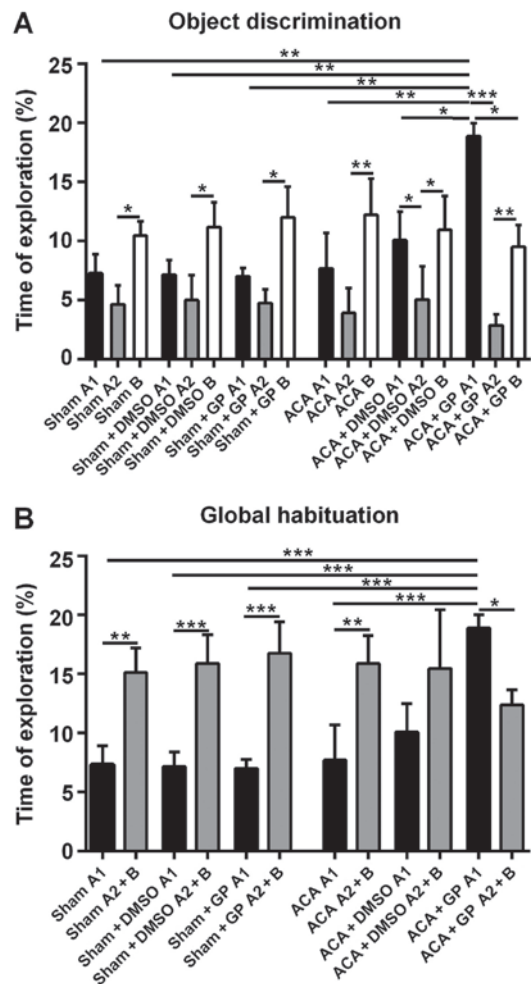 A
Object discrimination
Time of exploration (%)
25
20
15
10
5
0
**
**
**
** * ***
*
* * * ** * * **
Sham A1
Sham A2
Sham B
Sham + DMSO A1
Sham + DMSO A2
Sham + DMSO B
Sham + GP A1
Sham + GP A2
Sham + GP B
ACA A1
ACA A2
ACA B
ACA + DMSO A1
ACA + DMSO A2
ACA + DMSO B
ACA + GP A1
ACA + GP A2
ACA + GP B
B
Global habituation
Time of exploration (%)
25
20
15
10
5
0
***
***
***
***
** *** *** ** *
Sham A1
Sham A2 + B
Sham + DMSO A1
Sham + DMSO A2 + B
Sham + GP A1
Sham + GP A2 + B
ACA A1
ACA A2 + B
ACA + DMSO A1
ACA + DMSO A2 + B
ACA + GP A1
ACA + GP A2 + B